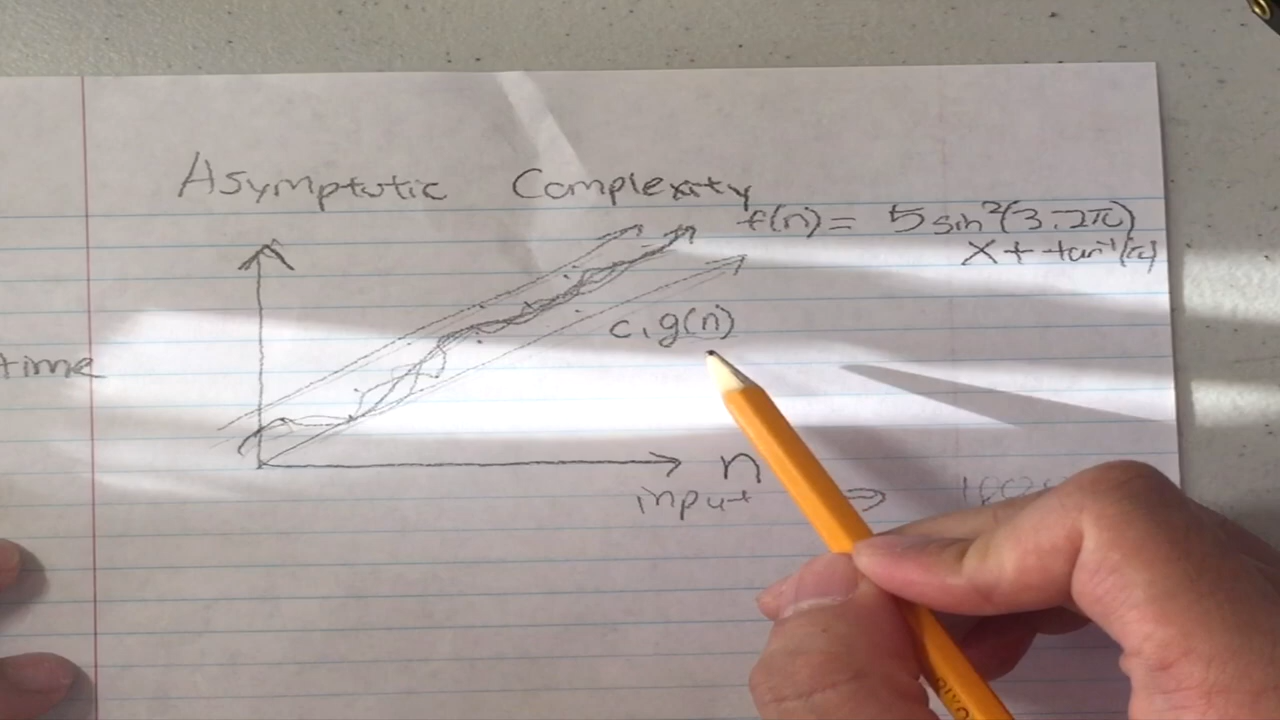 Asymptotic Complexity
f(n) = 5 sin²(3.2π)
x + tan⁻¹(π)
c₁g(n)
time
n
input